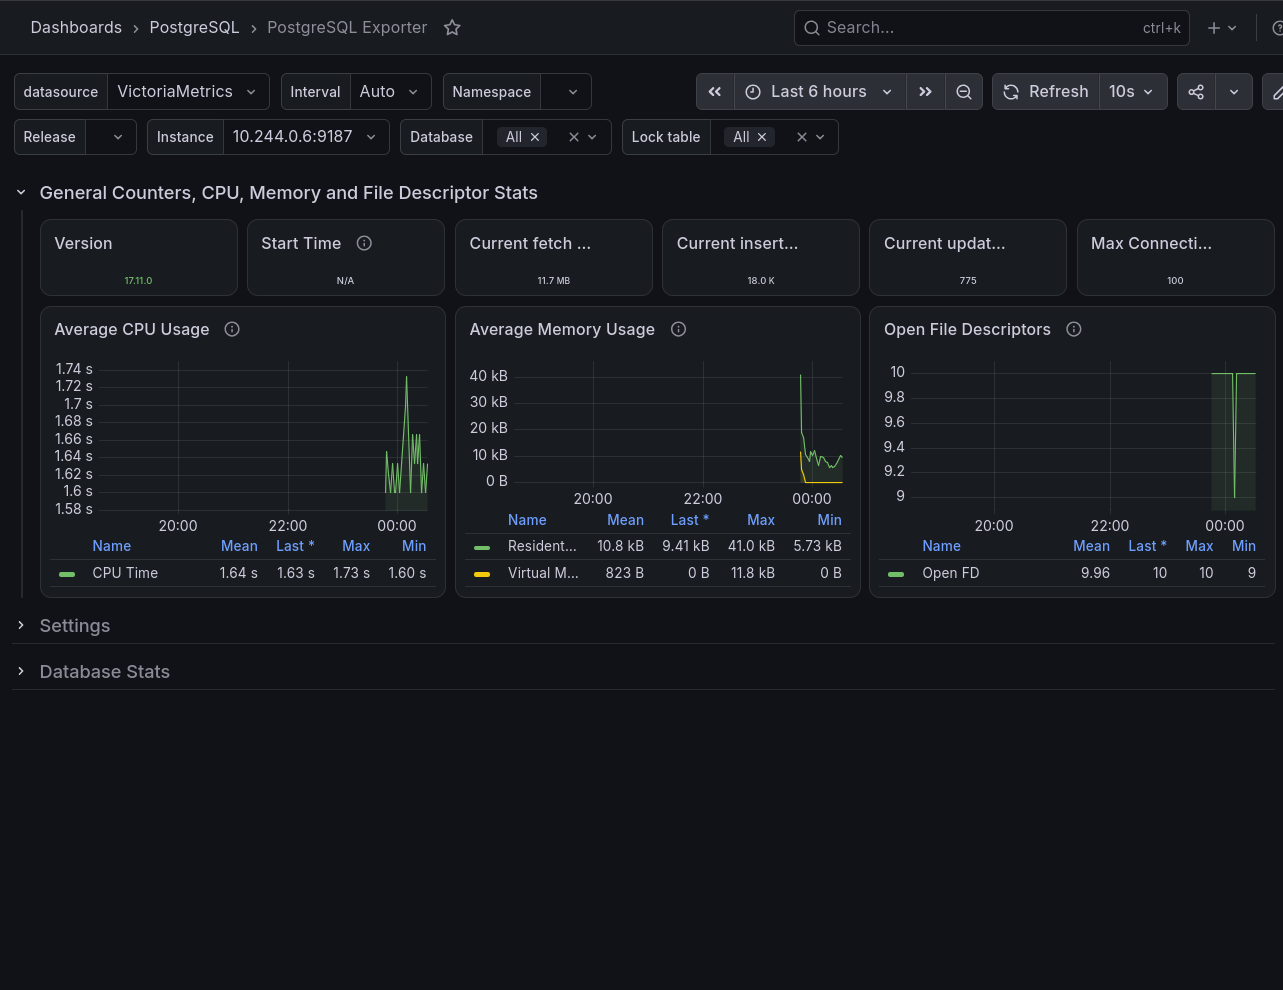 Dashboards › PostgreSQL › PostgreSQL Exporter
Search... ctrl+k
datasource VictoriaMetrics Interval Auto Namespace
Last 6 hours Refresh 10s
Release Instance 10.244.0.6:9187 Database All Lock table All
General Counters, CPU, Memory and File Descriptor Stats
Version
17.11.0
Start Time
N/A
Current fetch ...
11.7 MB
Current insert...
18.0 K
Current updat...
775
Max Connecti...
100
Average CPU Usage
1.74 s
1.72 s
1.7 s
1.68 s
1.66 s
1.64 s
1.62 s
1.6 s
1.58 s
20:00 22:00 00:00
Name Mean Last * Max Min
CPU Time 1.64 s 1.63 s 1.73 s 1.60 s
Average Memory Usage
40 kB
30 kB
20 kB
10 kB
0 B
20:00 22:00 00:00
Name Mean Last * Max Min
Resident... 10.8 kB 9.41 kB 41.0 kB 5.73 kB
Virtual M... 823 B 0 B 11.8 kB 0 B
Open File Descriptors
10
9.8
9.6
9.4
9.2
9
20:00 22:00 00:00
Name Mean Last * Max Min
Open FD 9.96 10 10 9
Settings
Database Stats